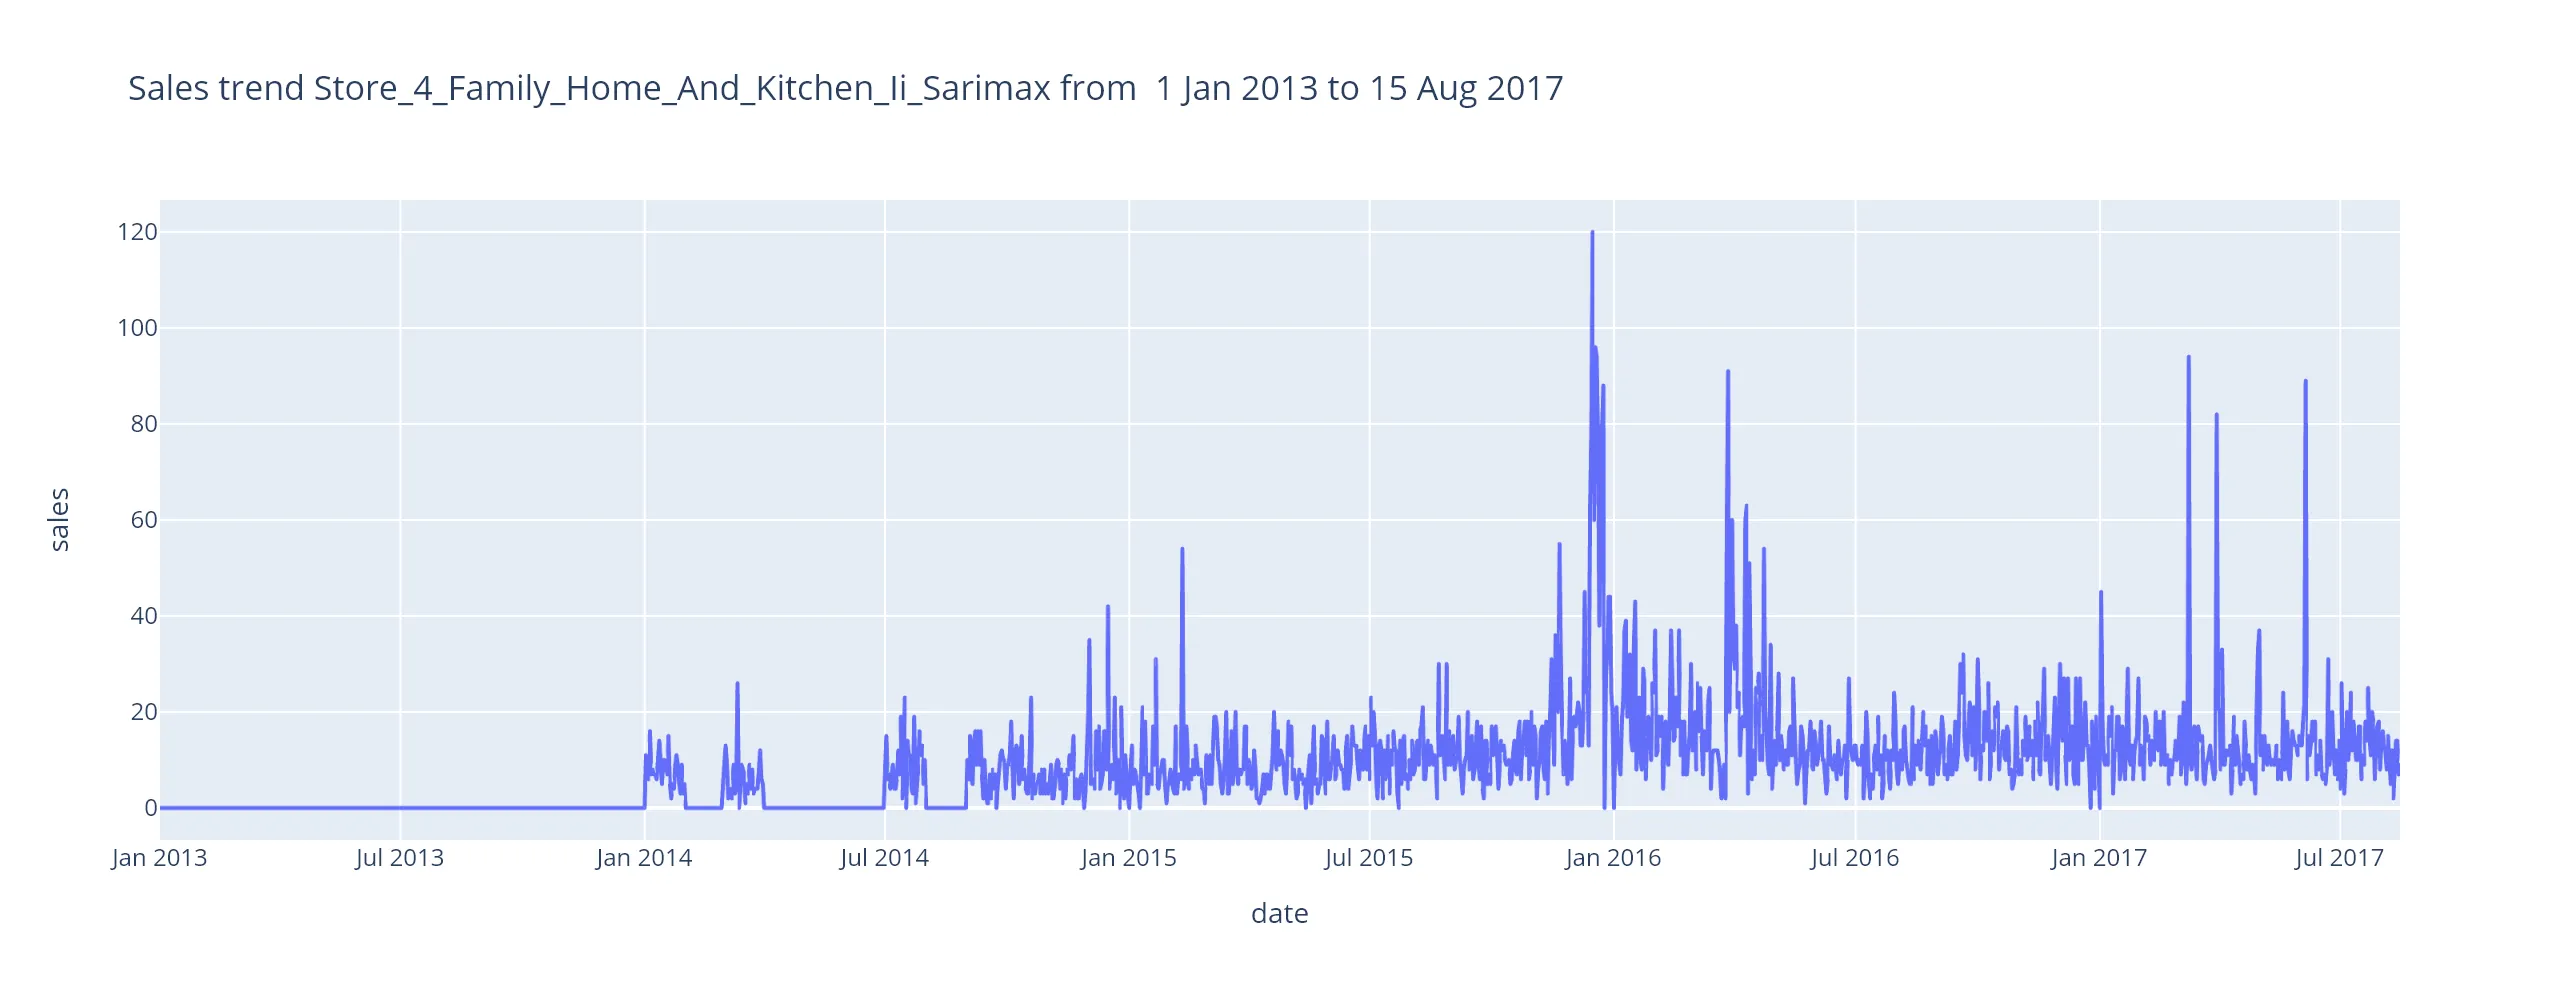 Sales trend Store_4_Family_Home_And_Kitchen_Ii_Sarimax from  1 Jan 2013 to 15 Aug 2017
120
100
80
60
40
20
0
sales
Jan 2013 Jul 2013 Jan 2014 Jul 2014 Jan 2015 Jul 2015 Jan 2016 Jul 2016 Jan 2017 Jul 2017
date